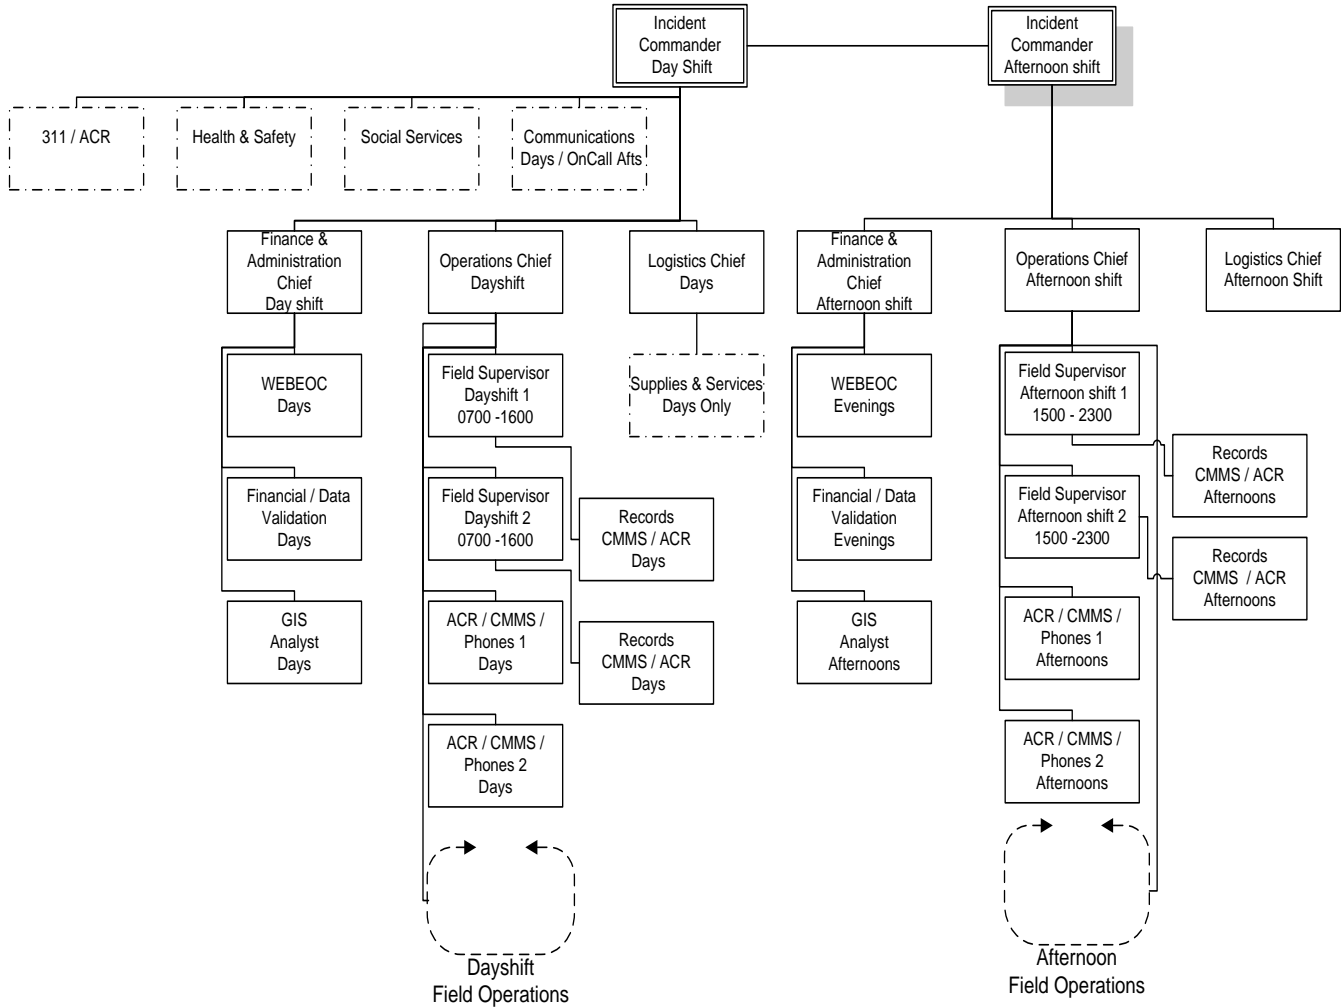 Incident
Commander
Day Shift
Incident
Commander
Afternoon shift
311 / ACR
Health & Safety
Social Services
Communications
Days / OnCall Afts
Finance &
Administration
Chief
Day shift
Operations Chief
Dayshift
Logistics Chief
Days
Finance &
Administration
Chief
Afternoon shift
Operations Chief
Afternoon shift
Logistics Chief
Afternoon Shift
WEBEOC
Days
Field Supervisor
Dayshift 1
0700 -1600
Supplies & Services
Days Only
WEBEOC
Evenings
Field Supervisor
Afternoon shift 1
1500 - 2300
Records
CMMS / ACR
Afternoons
Financial / Data
Validation
Days
Field Supervisor
Dayshift 2
0700 -1600
Records
CMMS / ACR
Days
Financial / Data
Validation
Evenings
Field Supervisor
Afternoon shift 2
1500 -2300
Records
CMMS / ACR
Afternoons
GIS
Analyst
Days
ACR / CMMS /
Phones 1
Days
Records
CMMS / ACR
Days
GIS
Analyst
Afternoons
ACR / CMMS /
Phones 1
Afternoons
ACR / CMMS /
Phones 2
Days
ACR / CMMS /
Phones 2
Afternoons
Dayshift
Field Operations
Afternoon
Field Operations